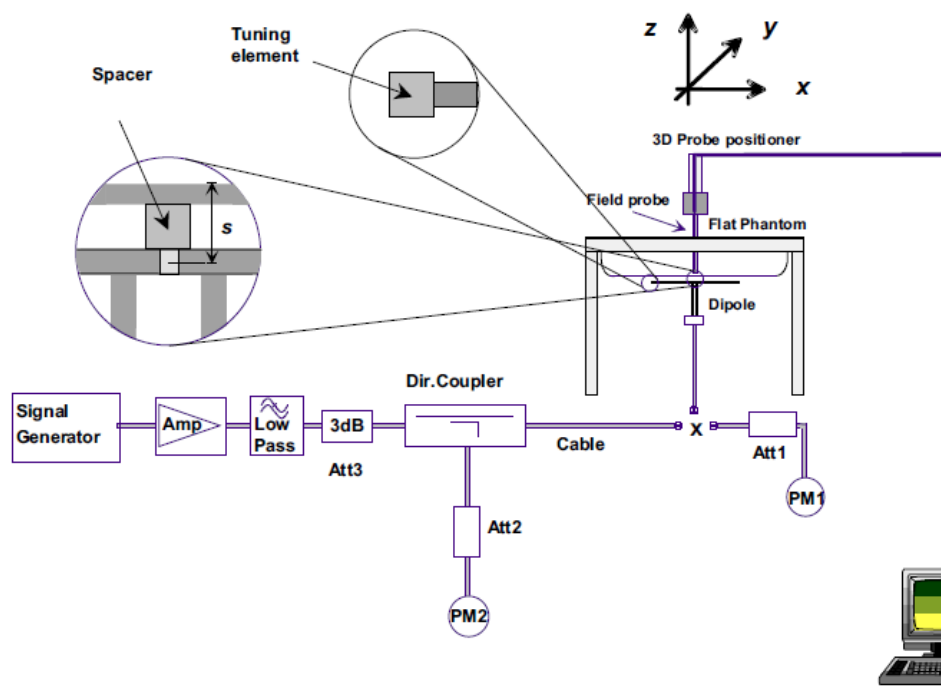 Tuning
element
Spacer
s
z
y
x
3D Probe positioner
Field probe
Flat Phantom
Dipole
Dir.Coupler
Signal
Generator
Amp
Low
Pass
3dB
Att3
Cable
x
Att1
PM1
Att2
PM2